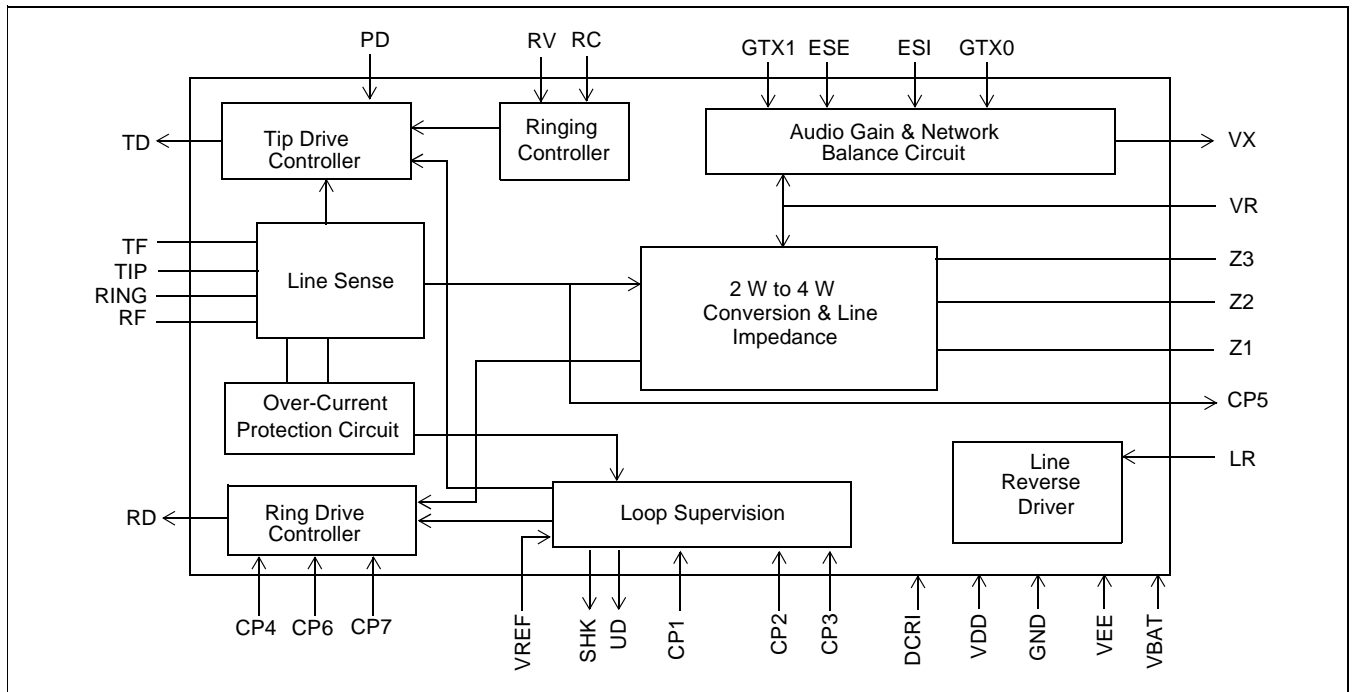 PD
RV
RC
GTX1
ESE
ESI
GTX0
TD
Tip Drive
Controller
Ringing
Controller
Audio Gain & Network
Balance Circuit
VX
VR
TF
TIP
RING
RF
Line Sense
2 W to 4 W
Conversion & Line
Impedance
Z3
Z2
Z1
Over-Current
Protection Circuit
CP5
Line
Reverse
Driver
LR
RD
Ring Drive
Controller
Loop Supervision
CP4
CP6
CP7
VREF
SHK
UD
CP1
CP2
CP3
DCRI
VDD
GND
VEE
VBAT